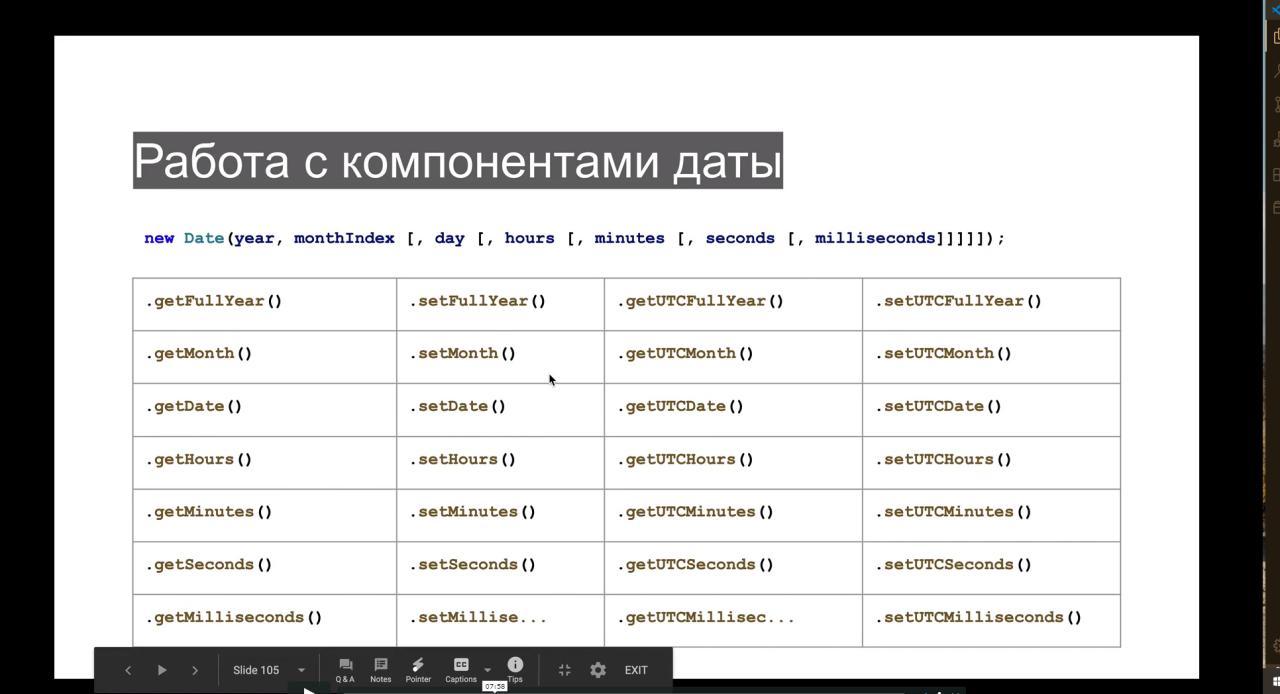 Работа с компонентами даты
new Date(year, monthIndex [, day [, hours [, minutes [, seconds [, milliseconds]]]]]);
.getFullYear() .setFullYear() .getUTCFullYear() .setUTCFullYear()
.getMonth() .setMonth() .getUTCMonth() .setUTCMonth()
.getDate() .setDate() .getUTCDate() .setUTCDate()
.getHours() .setHours() .getUTCHours() .setUTCHours()
.getMinutes() .setMinutes() .getUTCMinutes() .setUTCMinutes()
.getSeconds() .setSeconds() .getUTCSeconds() .setUTCSeconds()
.getMilliseconds() .setMillise... .getUTCMillisec... .setUTCMilliseconds()
Slide 105 Q & A Notes Pointer Captions Tips EXIT
07:58